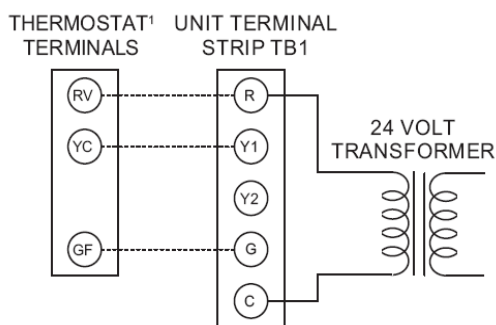 THERMOSTAT¹
TERMINALS
UNIT TERMINAL
STRIP TB1
RV
R
YC
Y1
Y2
GF
G
C
24 VOLT
TRANSFORMER